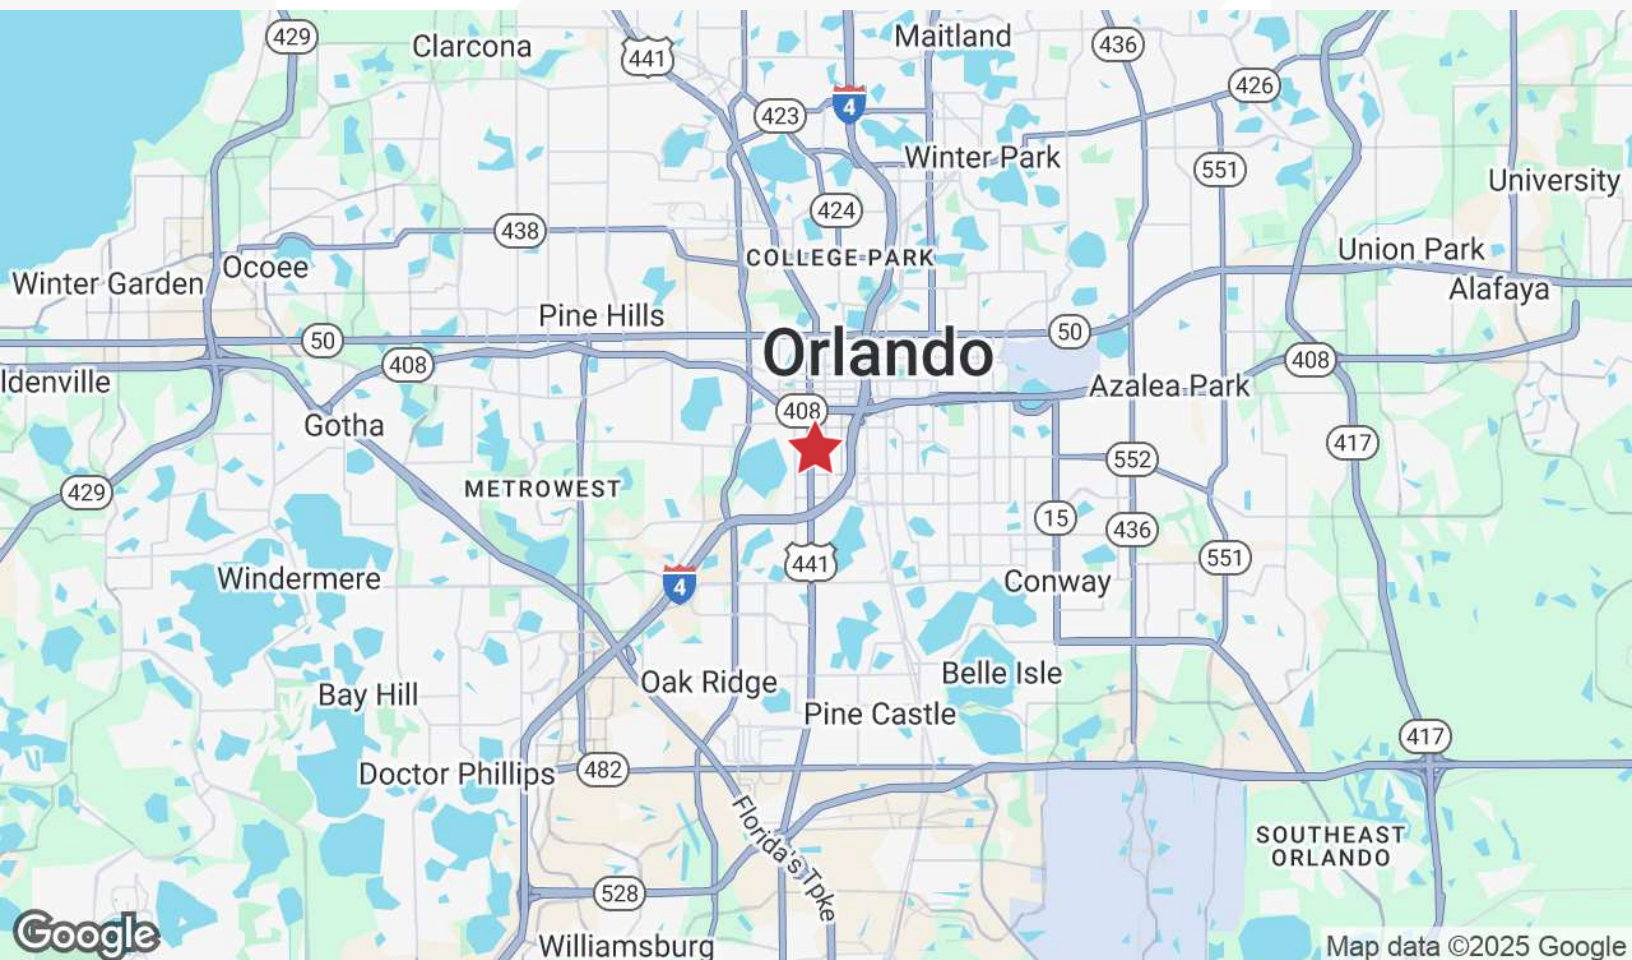 429
Clarcona
441
Maitland
436
423
4
426
Winter Park
551
University
424
438
COLLEGE PARK
Union Park
Winter Garden
Ocoee
Alafaya
Pine Hills
50
50
Orlando
408
408
ldenville
Azalea Park
408
Gotha
417
552
METROWEST
429
15
436
441
551
Windermere
4
Conway
Belle Isle
Oak Ridge
Bay Hill
Pine Castle
417
Doctor Phillips
482
Florida's Tpke
SOUTHEAST
ORLANDO
528
Google
Williamsburg
Map data ©2025 Google